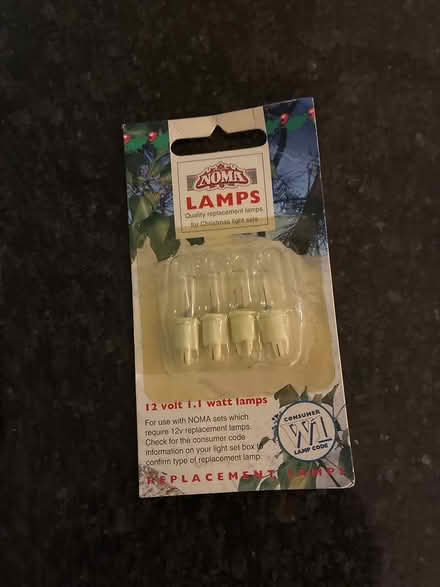 NOMA
LAMPS
Quality replacement lamps
for Christmas light sets
12 volt 1.1 watt lamps
For use with NOMA sets which
require 12v replacement lamps.
Check for the consumer code
information on your light set box to
confirm type of replacement lamp.
CONSUMER
W1
LAMP CODE
REPLACEMENT LAMPS